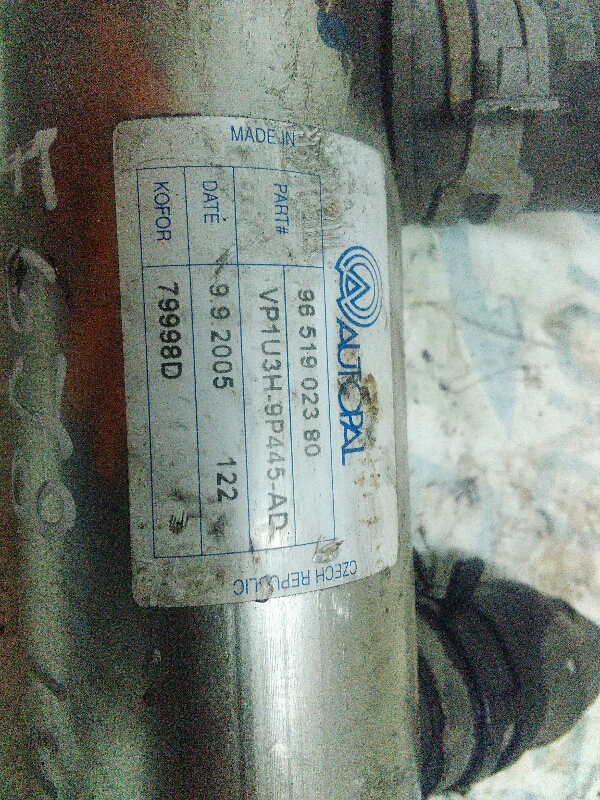 AUTOPAL
96 519 023 80
PART# VP1U3H-9P445-AD
DATE 9.9.2005 122
KOFOR 79998D
MADE IN
CZECH REPUBLIC